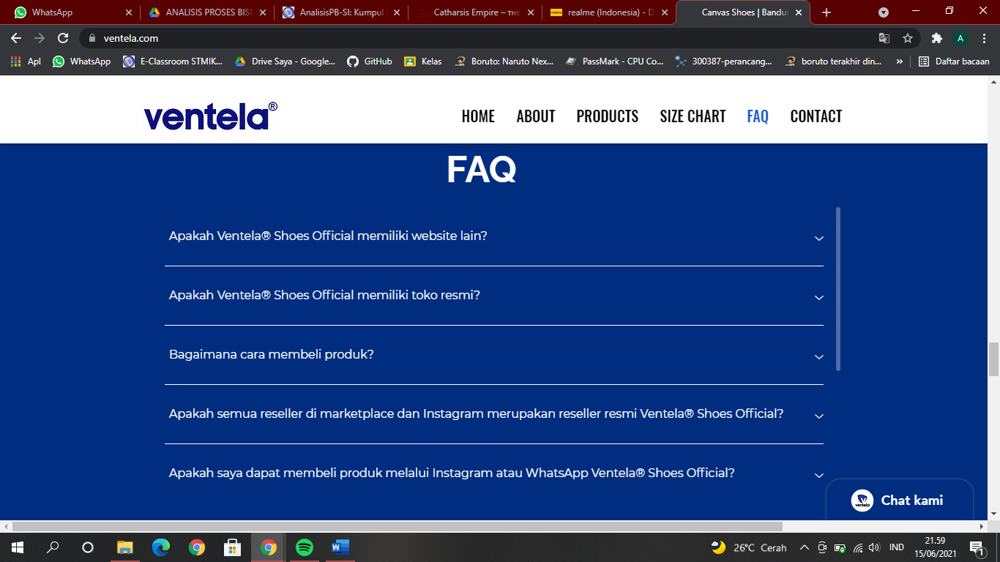 WhatsApp
ANALISIS PROSES BISN
AnalisisPB-SI: Kumpul
Catharsis Empire – THE
realme (Indonesia) - D
Canvas Shoes | Bandun
ventela.com
A
Apl
WhatsApp
E-Classroom STMIK...
Drive Saya - Google...
GitHub
Kelas
Boruto: Naruto Nex...
PassMark - CPU Co...
300387-perancang...
boruto terakhir din...
»
Daftar bacaan
ventela®
HOME
ABOUT
PRODUCTS
SIZE CHART
FAQ
CONTACT
FAQ
Apakah Ventela® Shoes Official memiliki website lain?
Apakah Ventela® Shoes Official memiliki toko resmi?
Bagaimana cara membeli produk?
Apakah semua reseller di marketplace dan Instagram merupakan reseller resmi Ventela® Shoes Official?
Apakah saya dapat membeli produk melalui Instagram atau WhatsApp Ventela® Shoes Official?
ventela
Chat kami
26°C Cerah
IND
21.59
15/06/2021
1